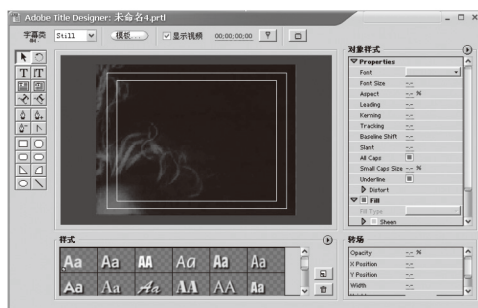 Adobe Title Designer: 未命名4.prtl
字幕类 Still 模板... 显示视频 00;00;00;00
T T
对象样式
Properties
Font
Font Size --
Aspect -- %
Leading --
Kerning --
Tracking --
Baseline Shift --
Slant --
All Caps
Small Caps Size -- %
Underline
Distort
Fill
Fill Type
Sheen
样式
Aa Aa AA Aa Aa Aa
Aa Aa Aa AA AA Aa
转场
Opacity -- %
X Position --
Y Position --
Width --